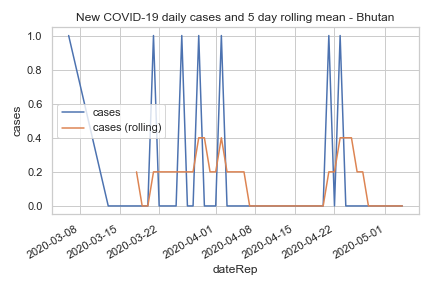 New COVID-19 daily cases and 5 day rolling mean - Bhutan
1.0
0.8
0.6
0.4
0.2
0.0
cases
cases
cases (rolling)
2020-03-08
2020-03-15
2020-03-22
2020-04-01
2020-04-08
2020-04-15
2020-04-22
2020-05-01
dateRep